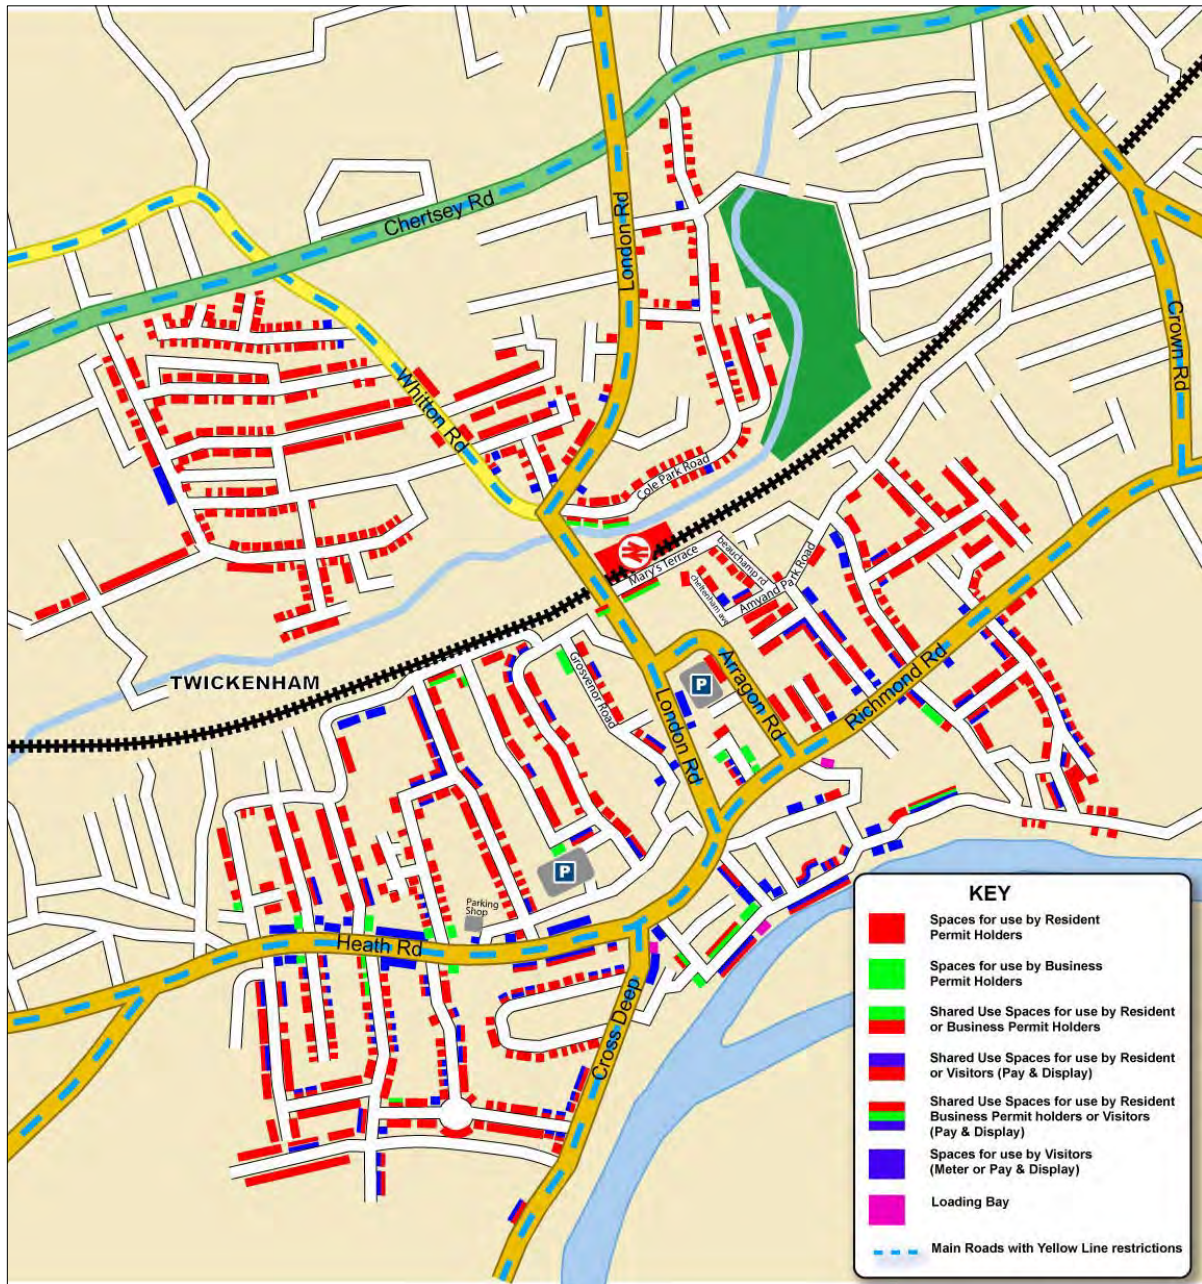 Chertsey Rd
London Rd
Crown Rd
Whitton Rd
Cole Park Road
Mary's Terrace
beauchamp rd
cheltenham ave
Amyand Park Road
TWICKENHAM
Grosvenor Road
P
Arragon Rd
Richmond Rd
London Rd
P
Parking
Shop
Heath Rd
Cross Deep
KEY
Spaces for use by Resident
Permit Holders
Spaces for use by Business
Permit Holders
Shared Use Spaces for use by Resident
or Business Permit Holders
Shared Use Spaces for use by Resident
or Visitors (Pay & Display)
Shared Use Spaces for use by Resident
Business Permit holders or Visitors
(Pay & Display)
Spaces for use by Visitors
(Meter or Pay & Display)
Loading Bay
Main Roads with Yellow Line restrictions